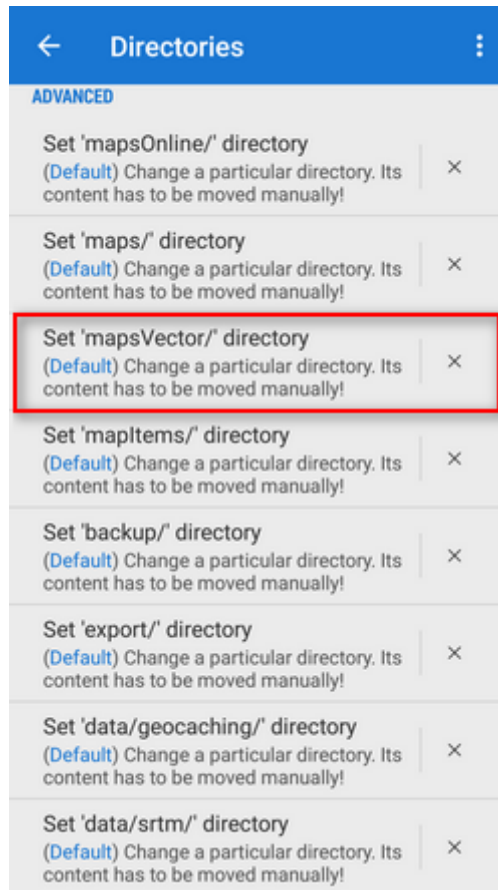 Directories
ADVANCED
Set 'mapsOnline/' directory
(Default) Change a particular directory. Its
content has to be moved manually!
Set 'maps/' directory
(Default) Change a particular directory. Its
content has to be moved manually!
Set 'mapsVector/' directory
(Default) Change a particular directory. Its
content has to be moved manually!
Set 'mapItems/' directory
(Default) Change a particular directory. Its
content has to be moved manually!
Set 'backup/' directory
(Default) Change a particular directory. Its
content has to be moved manually!
Set 'export/' directory
(Default) Change a particular directory. Its
content has to be moved manually!
Set 'data/geocaching/' directory
(Default) Change a particular directory. Its
content has to be moved manually!
Set 'data/srtm/' directory
(Default) Change a particular directory. Its
content has to be moved manually!